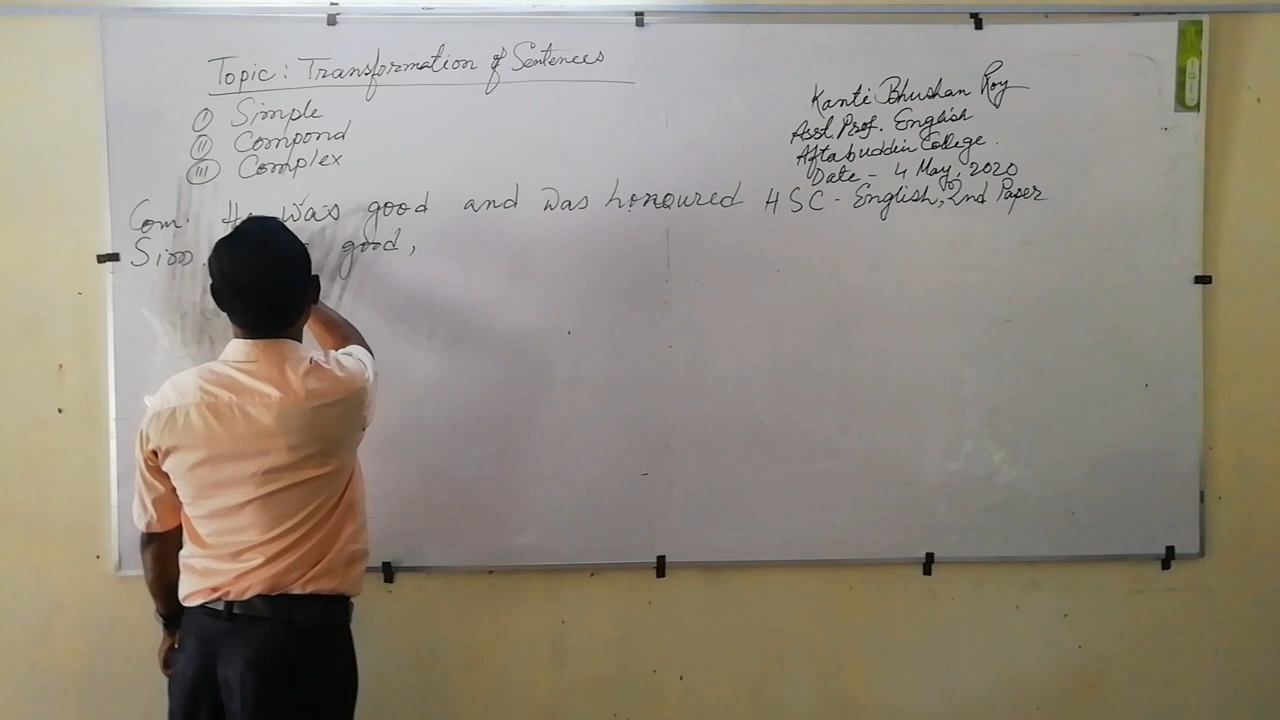 Topic: Transformation of Sentences
(I) Simple
(II) Compond
(III) Complex
Kanti Bhushan Roy
Asst. Prof. English
Aftabuddin College.
Date - 4 May, 2020
HSC - English, 2nd Paper
Com. He was good and was honoured
Sim. good,